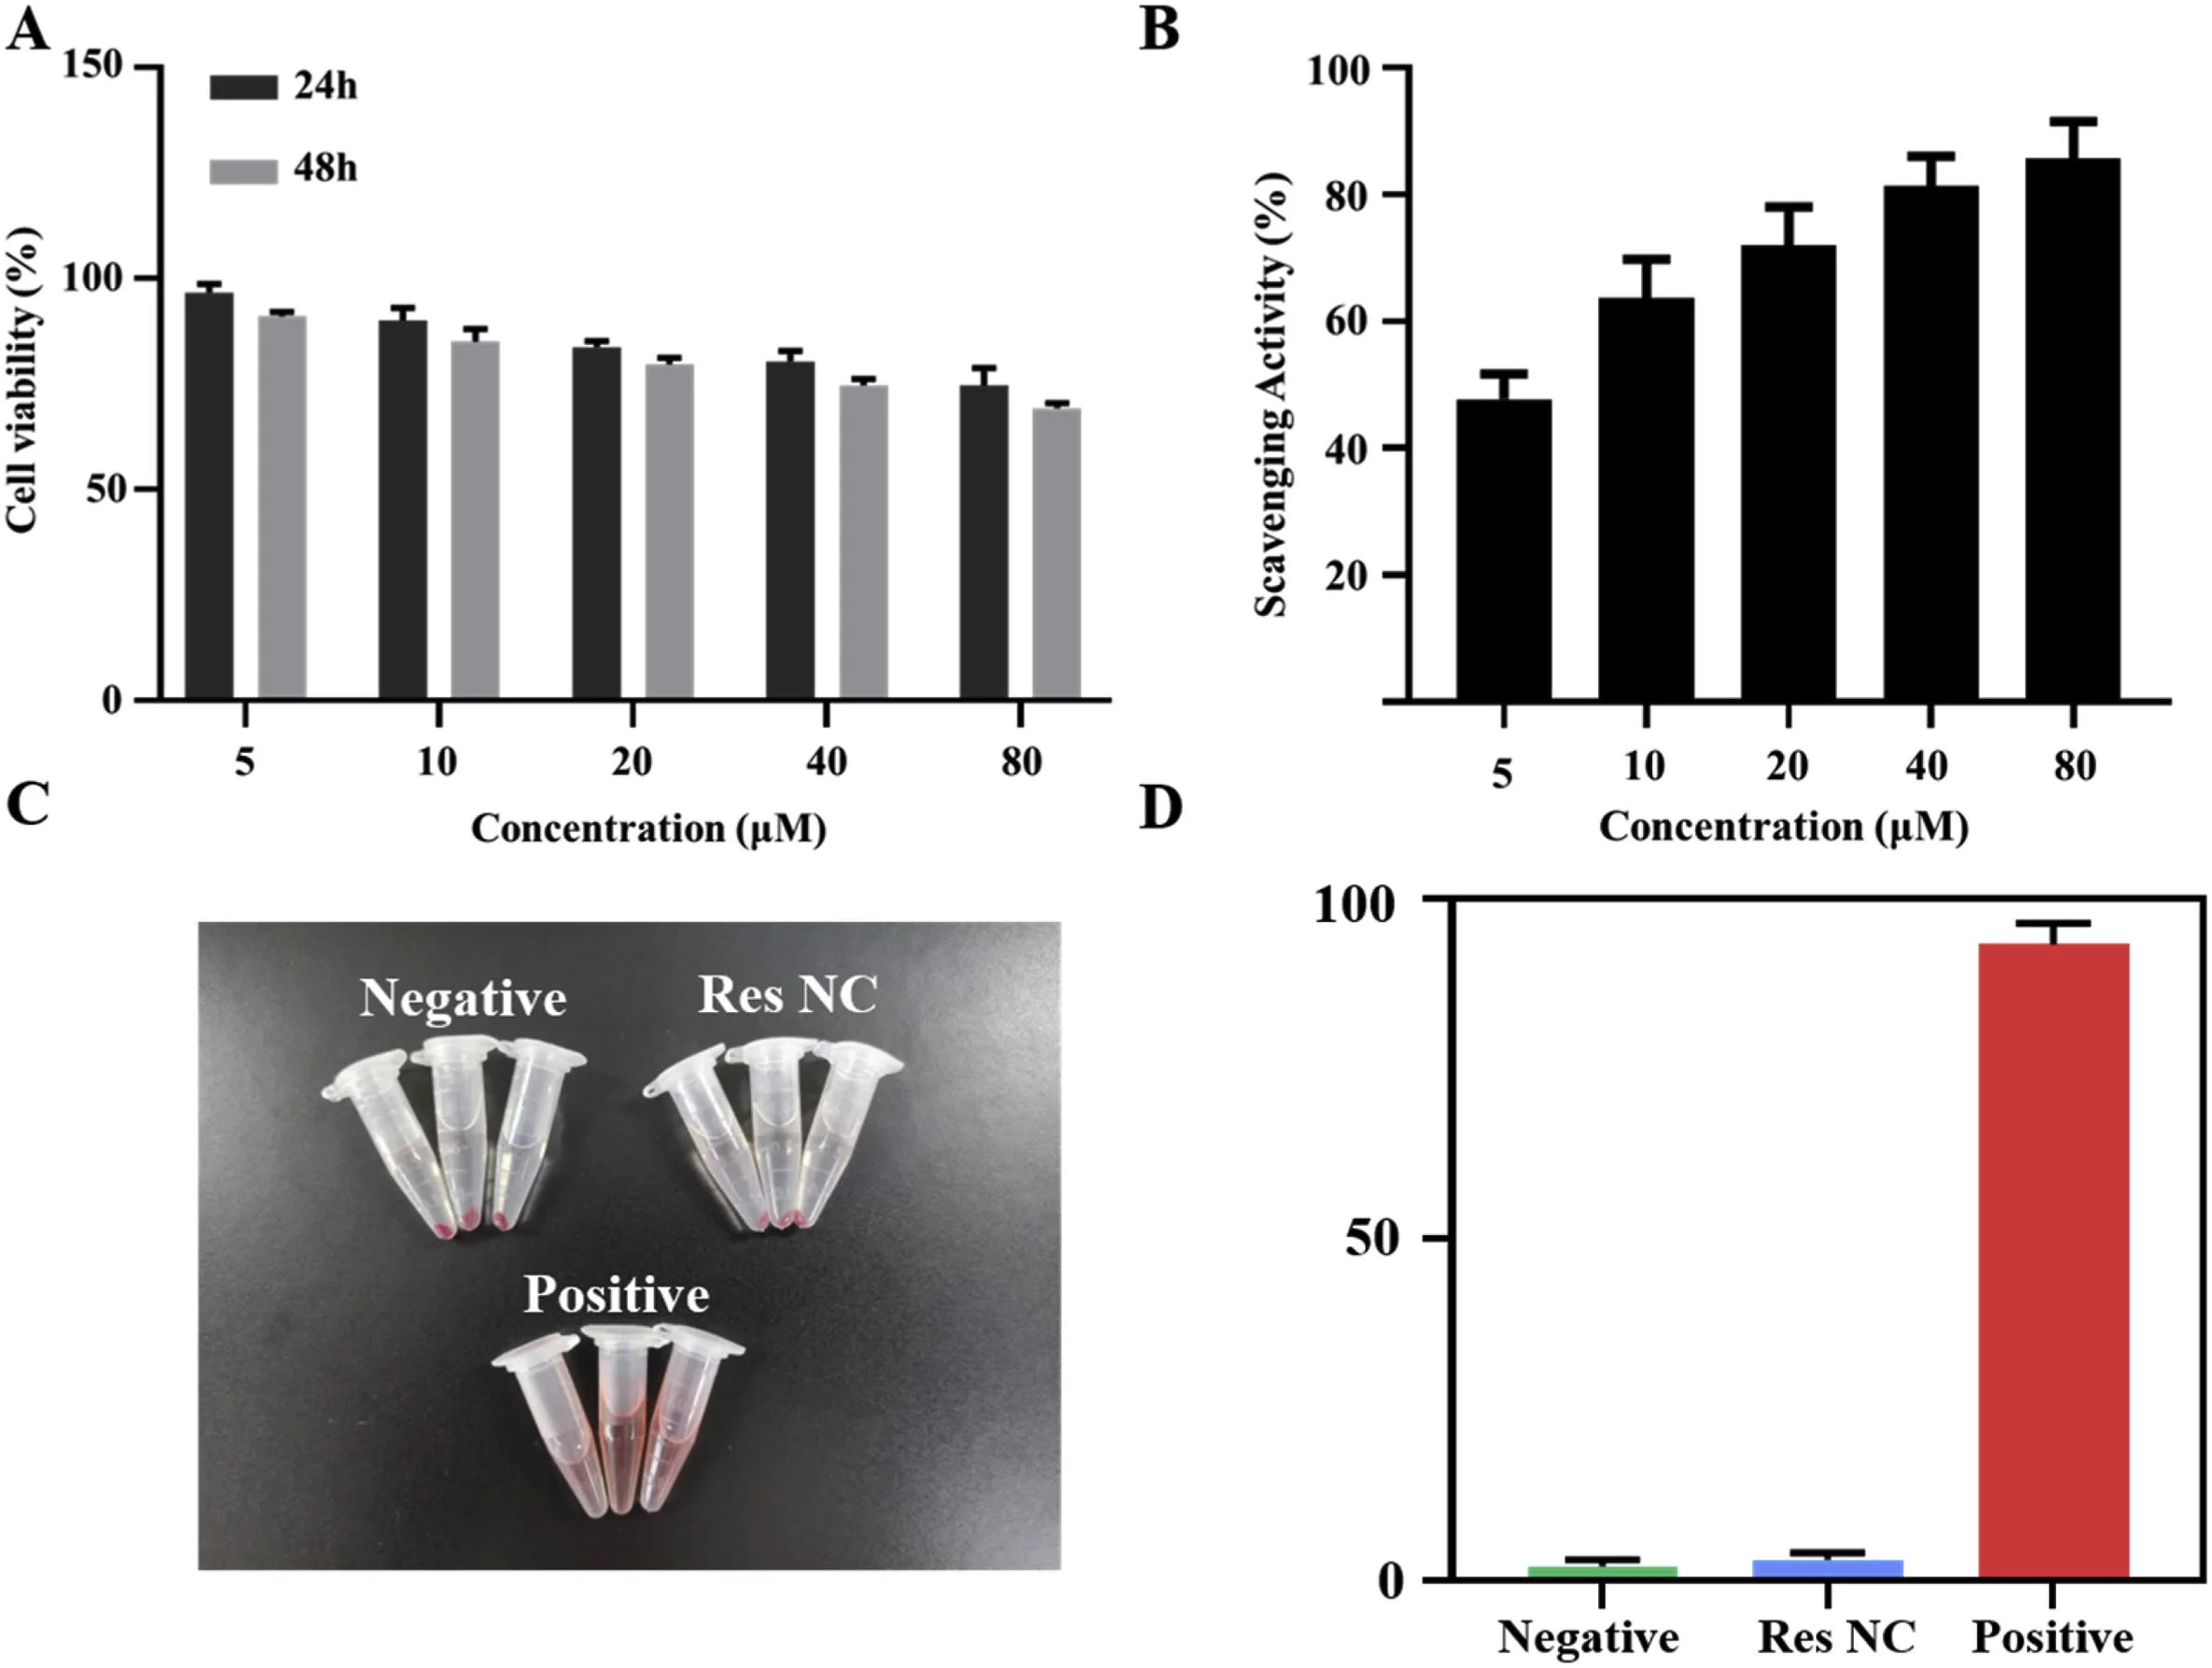 A
150
100
50
0
Cell viability (%)
24h
48h
5 10 20 40 80
Concentration (μM)
B
100
80
60
40
20
Scavenging Activity (%)
5 10 20 40 80
Concentration (μM)
C
Negative Res NC
Positive
D
100
50
0
Negative Res NC Positive